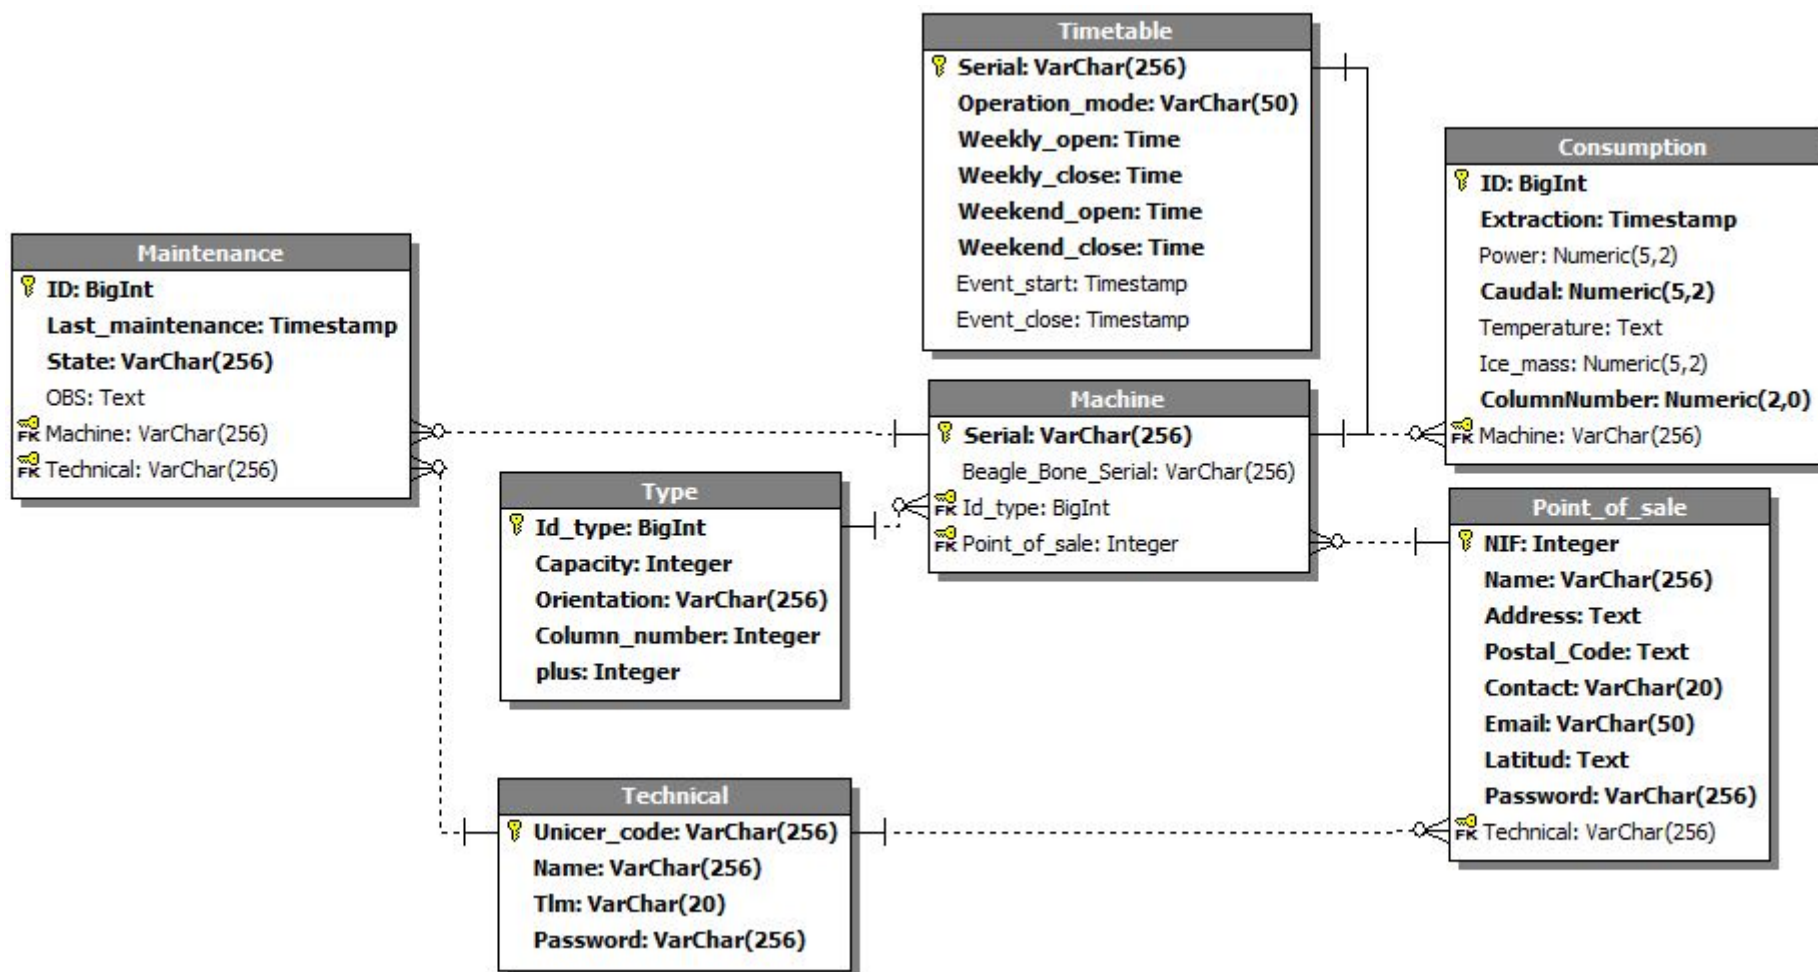 Timetable
Serial: VarChar(256)
Operation_mode: VarChar(50)
Weekly_open: Time
Weekly_close: Time
Weekend_open: Time
Weekend_close: Time
Event_start: Timestamp
Event_close: Timestamp
Consumption
ID: BigInt
Extraction: Timestamp
Power: Numeric(5,2)
Caudal: Numeric(5,2)
Temperature: Text
Ice_mass: Numeric(5,2)
ColumnNumber: Numeric(2,0)
FK Machine: VarChar(256)
Maintenance
ID: BigInt
Last_maintenance: Timestamp
State: VarChar(256)
OBS: Text
FK Machine: VarChar(256)
FK Technical: VarChar(256)
Machine
Serial: VarChar(256)
Beagle_Bone_Serial: VarChar(256)
FK Id_type: BigInt
FK Point_of_sale: Integer
Type
Id_type: BigInt
Capacity: Integer
Orientation: VarChar(256)
Column_number: Integer
plus: Integer
Point_of_sale
NIF: Integer
Name: VarChar(256)
Address: Text
Postal_Code: Text
Contact: VarChar(20)
Email: VarChar(50)
Latitud: Text
Password: VarChar(256)
FK Technical: VarChar(256)
Technical
Unicer_code: VarChar(256)
Name: VarChar(256)
Tlm: VarChar(20)
Password: VarChar(256)